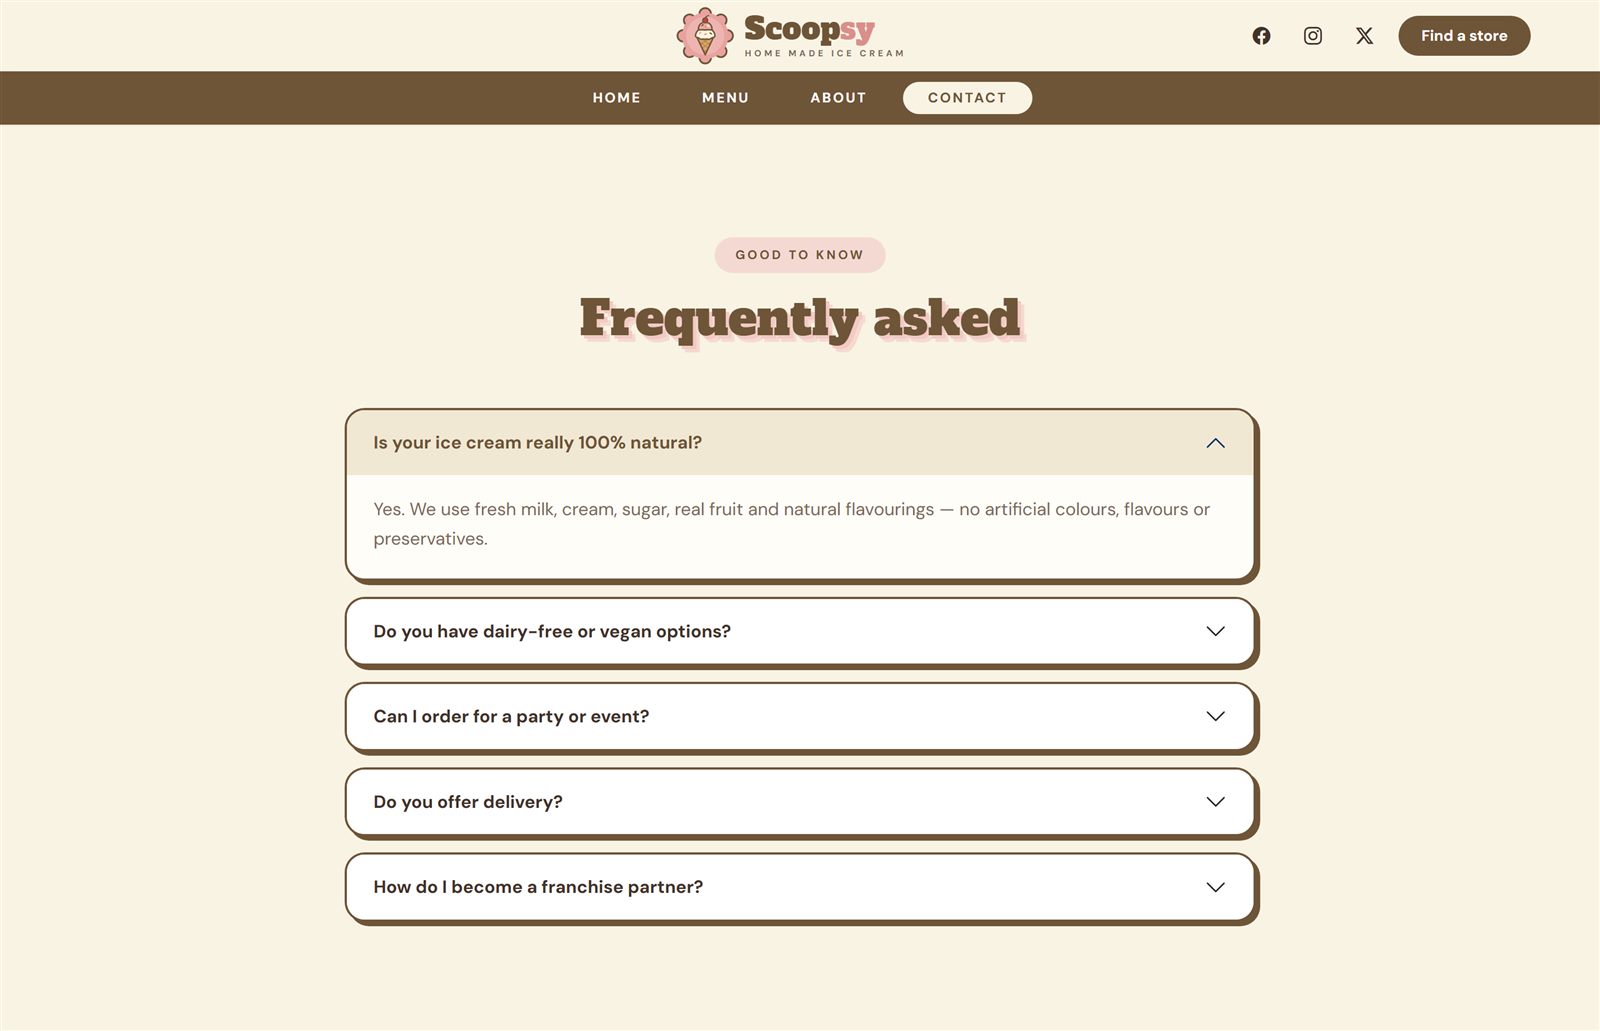 Scoopsy
HOME MADE ICE CREAM
Find a store
HOME MENU ABOUT CONTACT
GOOD TO KNOW
Frequently asked
Is your ice cream really 100% natural?
Yes. We use fresh milk, cream, sugar, real fruit and natural flavourings — no artificial colours, flavours or
preservatives.
Do you have dairy-free or vegan options?
Can I order for a party or event?
Do you offer delivery?
How do I become a franchise partner?